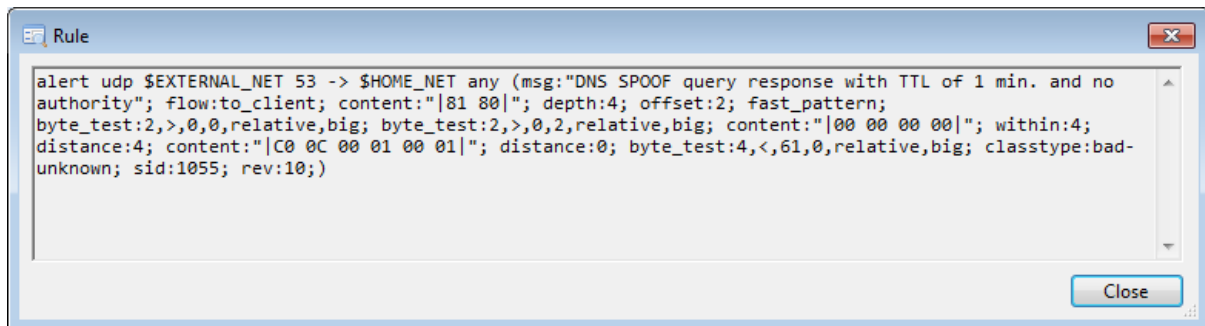 Rule
alert udp $EXTERNAL_NET 53 -> $HOME_NET any (msg:"DNS SPOOF query response with TTL of 1 min. and no
authority"; flow:to_client; content:"|81 80|"; depth:4; offset:2; fast_pattern;
byte_test:2,>,0,0,relative,big; byte_test:2,>,0,2,relative,big; content:"|00 00 00 00|"; within:4;
distance:4; content:"|C0 0C 00 01 00 01|"; distance:0; byte_test:4,<,61,0,relative,big; classtype:bad-
unknown; sid:1055; rev:10;)
Close